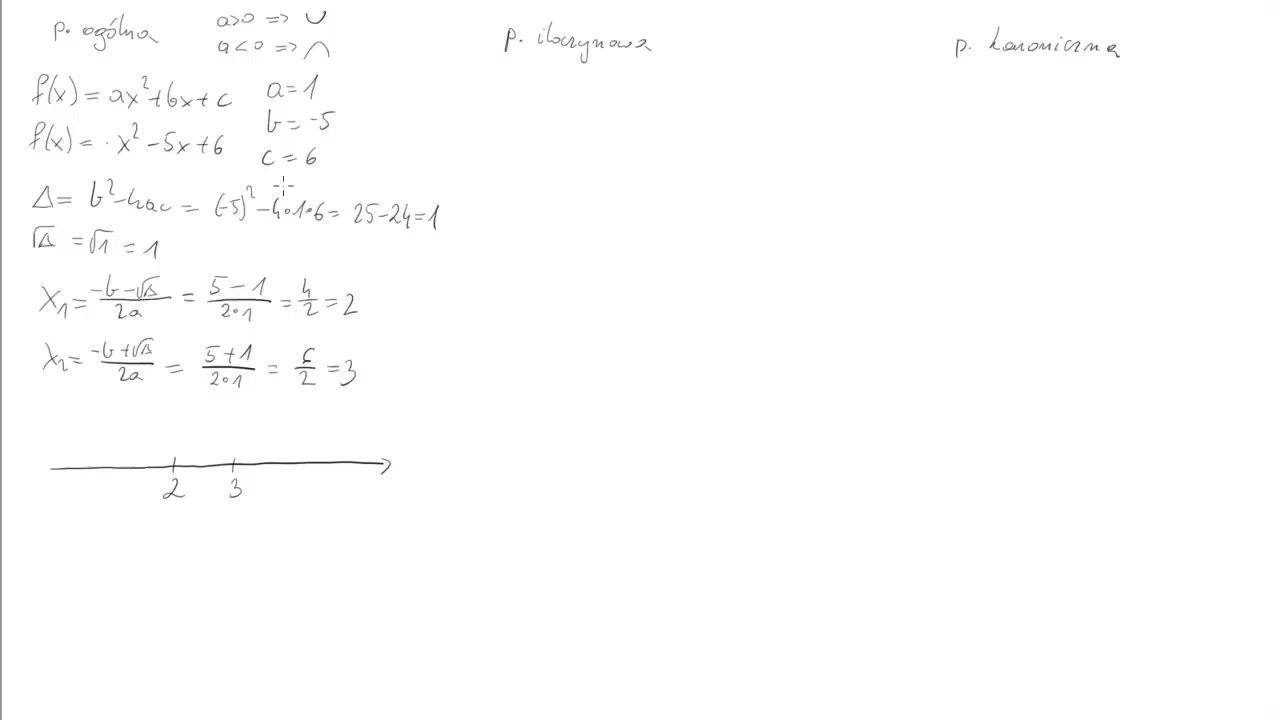 p. ogólna
a>0 => ∪
a<0 => ∩
f(x) = ax²+bx+c
f(x) = · x² - 5x + 6
a = 1
b = -5
c = 6
Δ = b²-4ac = (-5)² - 4·1·6 = 25-24 = 1
√Δ = √1 = 1
x₁ = (-b-√Δ)/(2a) = (5-1)/(2·1) = 4/2 = 2
x₂ = (-b+√Δ)/(2a) = (5+1)/(2·1) = 6/2 = 3
2 3
p. iloczynowa
p. kanoniczna